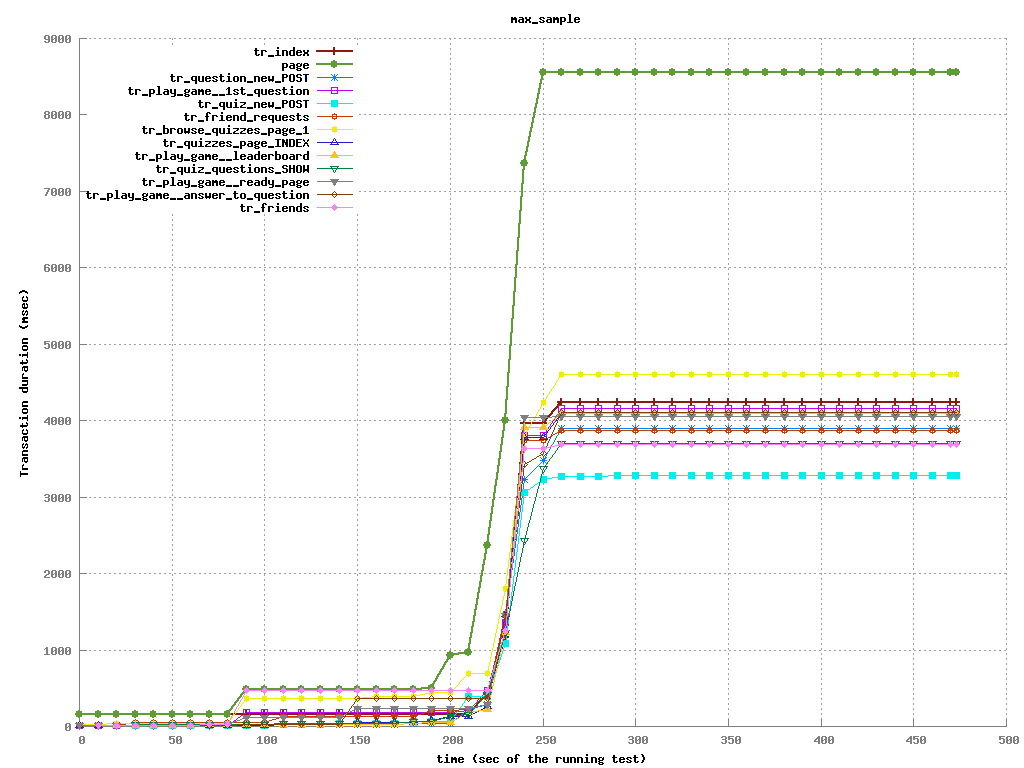 max_sample
9000
8000
7000
6000
5000
4000
3000
2000
1000
0
Transaction duration (msec)
tr_index
page
tr_question_new_POST
tr_play_game__1st_question
tr_quiz_new_POST
tr_friend_requests
tr_browse_quizzes_page_1
tr_quizzes_page_INDEX
tr_play_game__leaderboard
tr_quiz_questions_SHOW
tr_play_game__ready_page
tr_play_game__answer_to_question
tr_friends
0 50 100 150 200 250 300 350 400 450 500
time (sec of the running test)